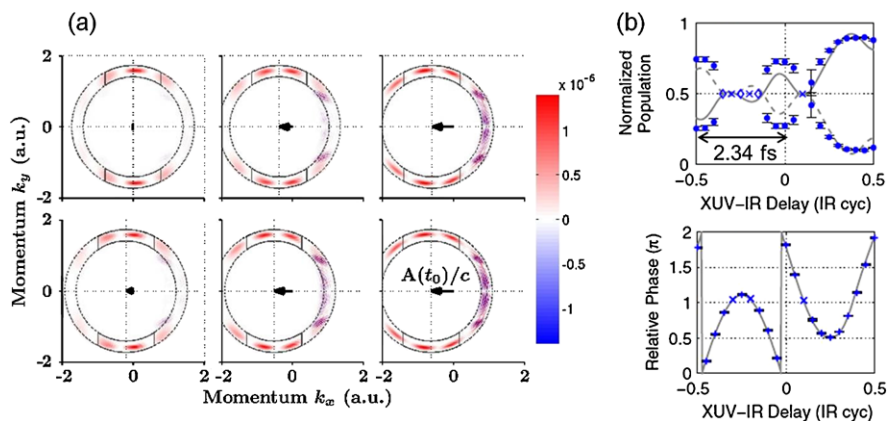 (a)
2
0
-2
2
0
-2
Momentum k_y (a.u.)
-2 0 2
-2 0 2
-2 0 2
Momentum k_x (a.u.)
A(t_0)/c
x 10^-6
1
0.5
0
-0.5
-1
(b)
1
0.5
0
Normalized
Population
2.34 fs
-0.5 0 0.5
XUV-IR Delay (IR cyc)
2
1.5
1
0.5
0
Relative Phase (π)
-0.5 0 0.5
XUV-IR Delay (IR cyc)